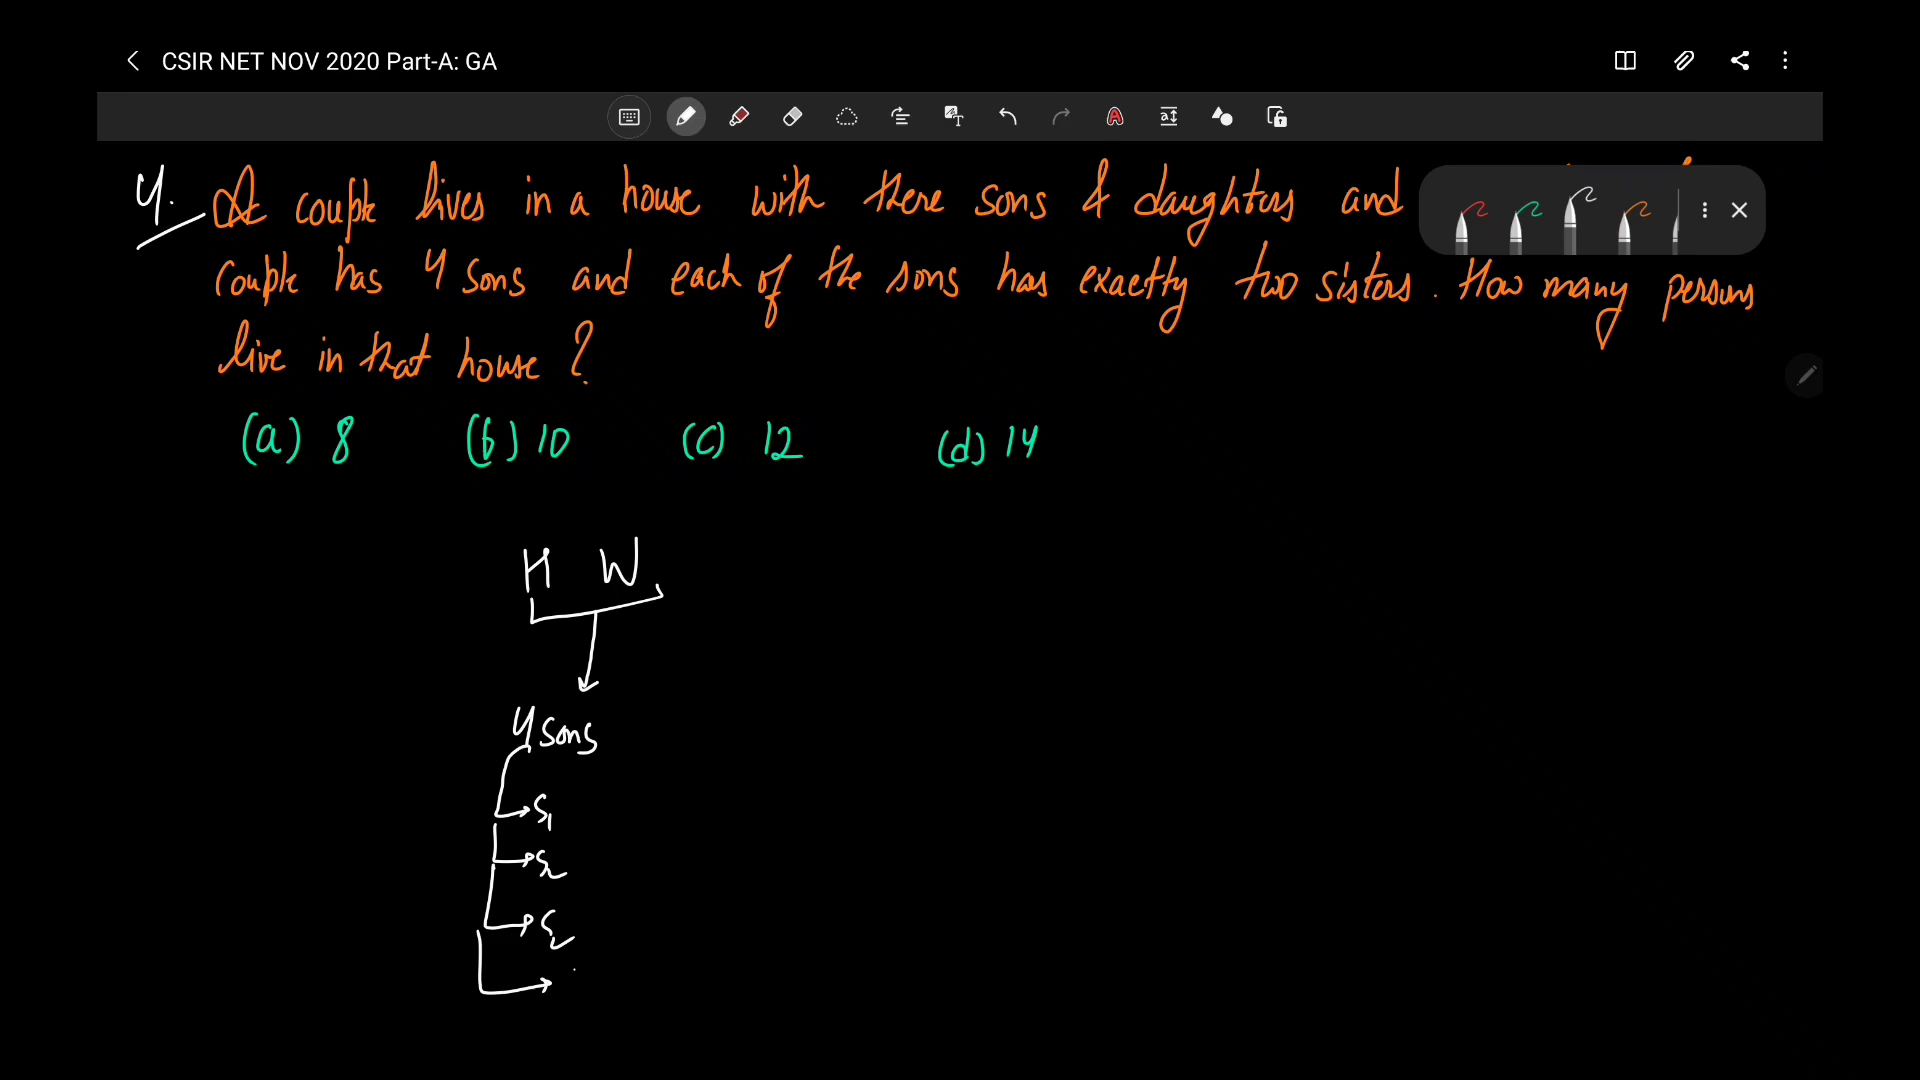 CSIR NET NOV 2020 Part-A: GA
4. A couple lives in a house with there sons & daughters and
couple has 4 sons and each of the sons has exactly two sisters. How many persons
live in that house?
(a) 8 (b) 10 (c) 12 (d) 14
H W
4 sons
S1
S2
S2